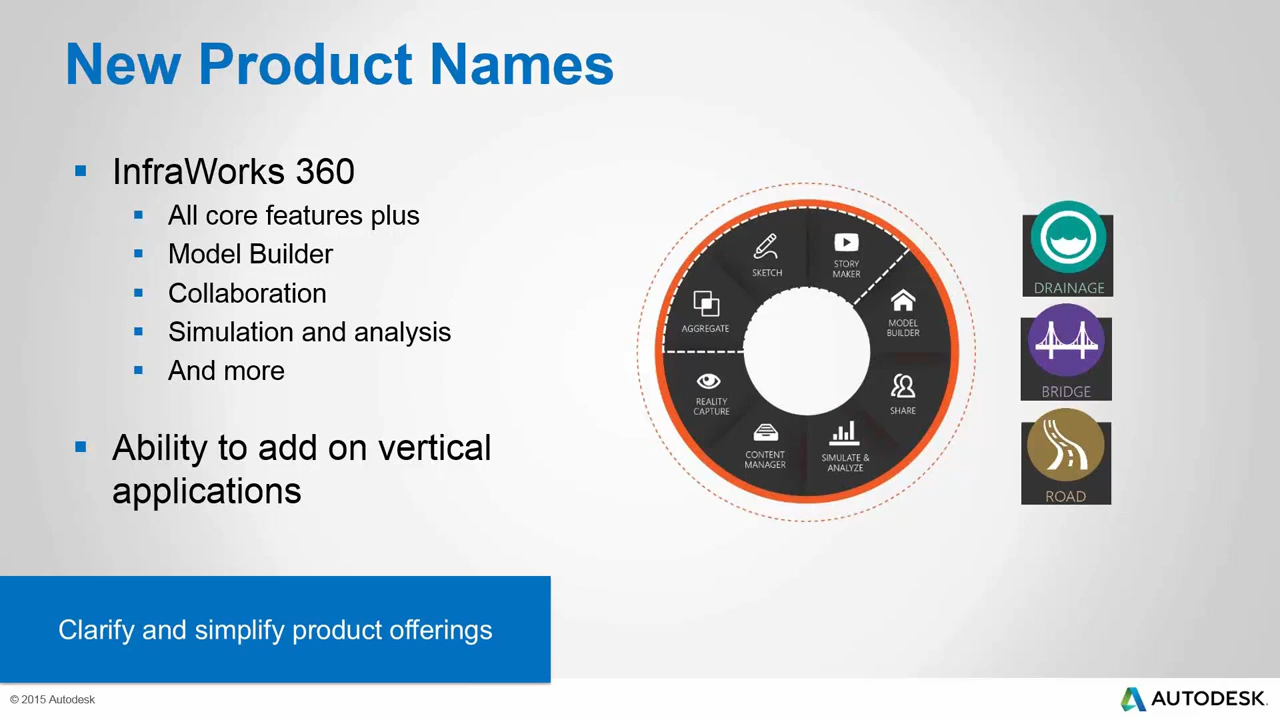 New Product Names
InfraWorks 360
All core features plus
Model Builder
Collaboration
Simulation and analysis
And more
Ability to add on vertical
applications
SKETCH
STORY
MAKER
AGGREGATE
MODEL
BUILDER
REALITY
CAPTURE
SHARE
CONTENT
MANAGER
SIMULATE &
ANALYZE
DRAINAGE
BRIDGE
ROAD
Clarify and simplify product offerings
© 2015 Autodesk
AUTODESK.